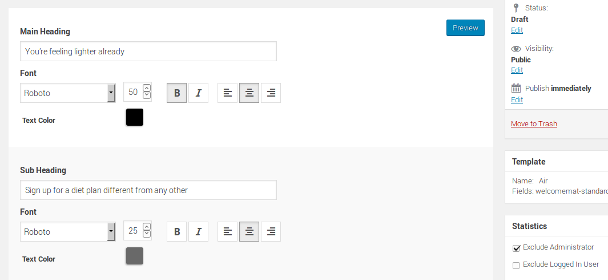 Main Heading
Preview
You're feeling lighter already
Font
Roboto
50
B
I
Text Color
Sub Heading
Sign up for a diet plan different from any other
Font
Roboto
25
B
I
Text Color
Status:
Draft
Edit
Visibility:
Public
Edit
Publish immediately
Edit
Move to Trash
Template
Name: Air
Fields: welcomemat-standard
Statistics
Exclude Administrator
Exclude Logged In User